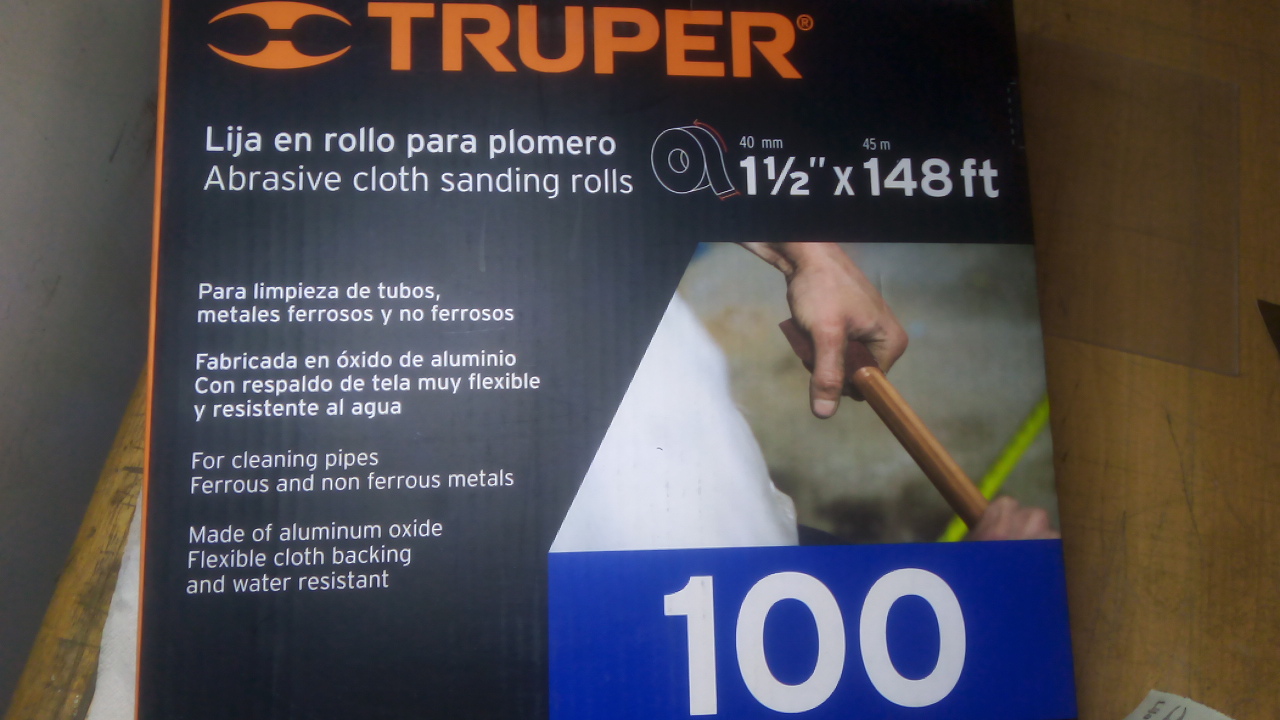 TRUPER®
Lija en rollo para plomero
Abrasive cloth sanding rolls
40 mm 45 m
1½" x 148 ft
Para limpieza de tubos,
metales ferrosos y no ferrosos
Fabricada en óxido de aluminio
Con respaldo de tela muy flexible
y resistente al agua
For cleaning pipes
Ferrous and non ferrous metals
Made of aluminum oxide
Flexible cloth backing
and water resistant
100